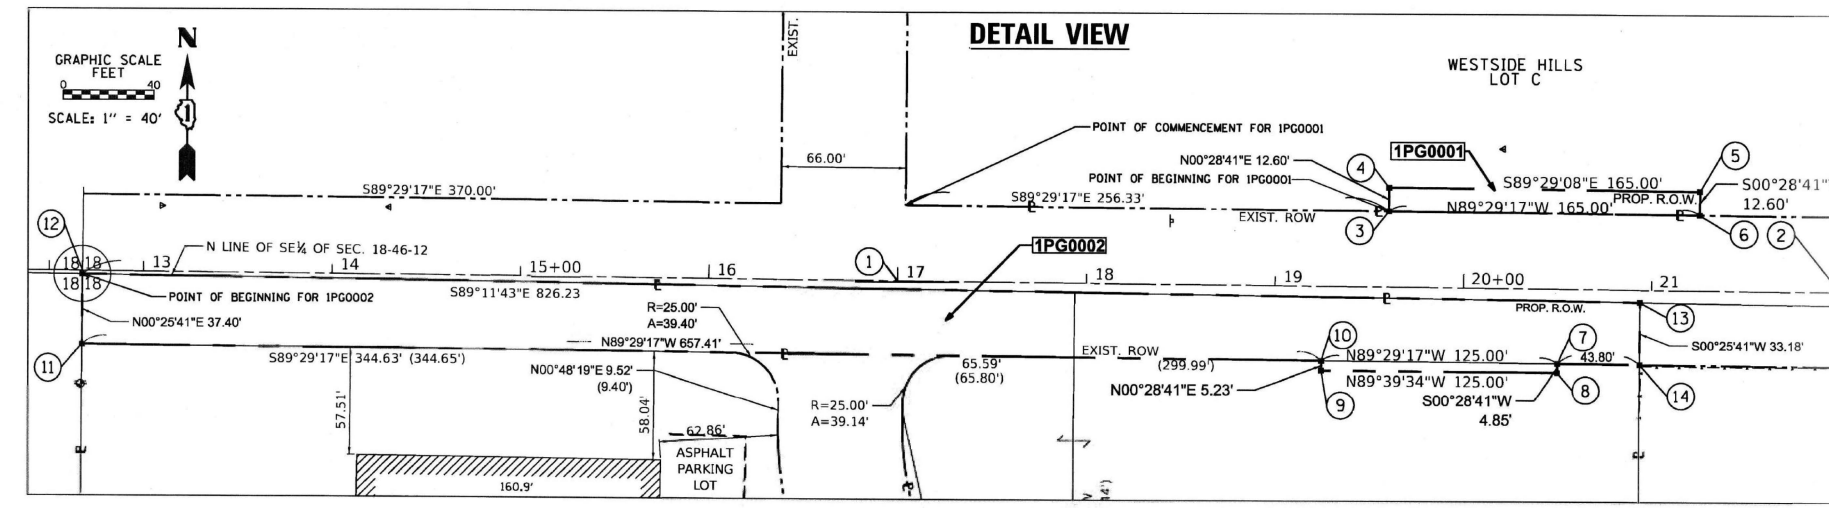 DETAIL VIEW
EXIST.
N
GRAPHIC SCALE
FEET
0 40
SCALE: 1" = 40'
1
WESTSIDE HILLS
LOT C
POINT OF COMMENCEMENT FOR 1PG0001
66.00'
N00°28'41"E 12.60'
4
1PG0001
5
POINT OF BEGINNING FOR 1PG0001
S89°29'08"E 165.00'
S00°28'41"
12.60'
S89°29'17"E 370.00'
S89°29'17"E 256.33'
N89°29'17"W 165.00'
PROP. R.O.W.
EXIST. ROW
3
6
2
12
N LINE OF SE¼ OF SEC. 18-46-12
1PG0002
18 18
18 18
13
14
15+00
16
1
17
18
19
20+00
21
POINT OF BEGINNING FOR 1PG0002
S89°11'43"E 826.23
R=25.00'
A=39.40'
PROP. R.O.W.
13
N00°25'41"E 37.40'
N89°29'17"W 657.41'
10
7
S00°25'41"W 33.18'
11
S89°29'17"E 344.63' (344.65')
EXIST. ROW
(299.99')
N89°29'17"W 125.00'
43.80'
N00°48'19"E 9.52'
(9.40')
65.59'
(65.80')
N00°28'41"E 5.23'
N89°39'34"W 125.00'
9
8
14
57.51'
58.04'
R=25.00'
A=39.14'
S00°28'41"W
4.85'
62.86'
ASPHALT
PARKING
LOT
160.9'